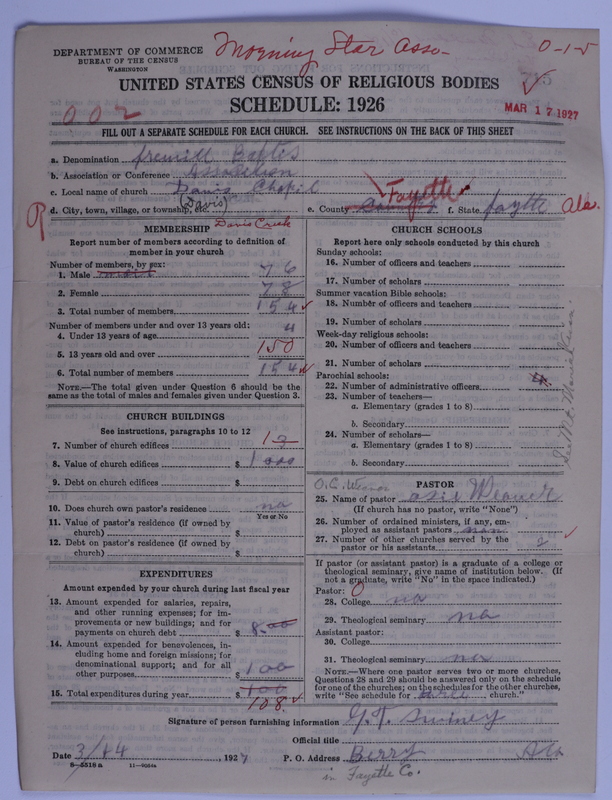 DEPARTMENT OF COMMERCE
BUREAU OF THE CENSUS
WASHINGTON
Morning Star Asso-
0-1-5
UNITED STATES CENSUS OF RELIGIOUS BODIES
SCHEDULE: 1926
002
MAR 17 1927
FILL OUT A SEPARATE SCHEDULE FOR EACH CHURCH. SEE INSTRUCTIONS ON THE BACK OF THIS SHEET
a. Denomination freewill Baptis
b. Association or Conference Association
c. Local name of church Davis Chapil
d. City, town, village, or township, etc. (Davis) Davis Creek
e. County Fayette f. State fayette Ala.
MEMBERSHIP
Report number of members according to definition of member in your church
Number of members, by sex:
1. Male 76
2. Female 78
3. Total number of members 154
Number of members under and over 13 years old:
4. Under 13 years of age 4
5. 13 years old and over 150
6. Total number of members 154
NOTE.—The total given under Question 6 should be the same as the total of males and females given under Question 3.
CHURCH BUILDINGS
See instructions, paragraphs 10 to 12
7. Number of church edifices 1
8. Value of church edifices $ 1000
9. Debt on church edifices $
10. Does church own pastor's residence no
Yes or No
11. Value of pastor's residence (if owned by church) $
12. Debt on pastor's residence (if owned by church) $
EXPENDITURES
Amount expended by your church during last fiscal year
13. Amount expended for salaries, repairs, and other running expenses; for improvements or new buildings; and for payments on church debt $ 8.00
14. Amount expended for benevolences, including home and foreign missions; for denominational support; and for all other purposes $ 100
15. Total expenditures during year $ 100
108.
CHURCH SCHOOLS
Report here only schools conducted by this church
Sunday schools:
16. Number of officers and teachers
17. Number of scholars
Summer vacation Bible schools:
18. Number of officers and teachers
19. Number of scholars
Week-day religious schools:
20. Number of officers and teachers
21. Number of scholars
Parochial schools:
22. Number of administrative officers
23. Number of teachers—
a. Elementary (grades 1 to 8)
b. Secondary
24. Number of scholars—
a. Elementary (grades 1 to 8)
b. Secondary
PASTOR
25. Name of pastor osie Weaver
(If church has no pastor, write "None")
26. Number of ordained ministers, if any, employed as pastor's assistants
27. Number of other churches served by the pastor or his assistants 2
If pastor (or assistant pastor) is a graduate of a college or theological seminary, give name of institution below. (If not a graduate, write "No" in the space indicated.)
Pastor: 0
28. College no
29. Theological seminary no
Assistant pastor:
30. College
31. Theological seminary no
NOTE.—Where one pastor serves two or more churches, Questions 28 and 29 should be answered only on the schedule for one of the churches; on the schedules for the other churches, write "See schedule for church."
Signature of person furnishing information G. T. Swiney
Official title
Date 3/14, 1927 P. O. Address Berry Ala
8-5518 a
in Fayette Co.